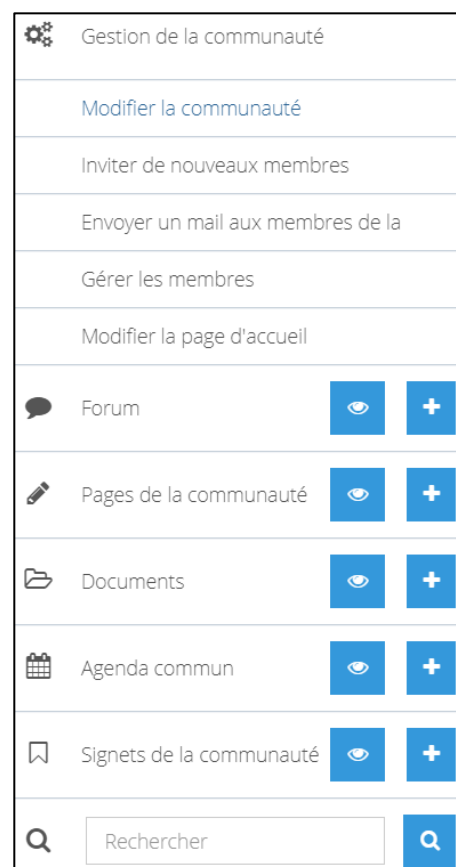 Gestion de la communauté
Modifier la communauté
Inviter de nouveaux membres
Envoyer un mail aux membres de la
Gérer les membres
Modifier la page d'accueil
Forum
Pages de la communauté
Documents
Agenda commun
Signets de la communauté
Rechercher